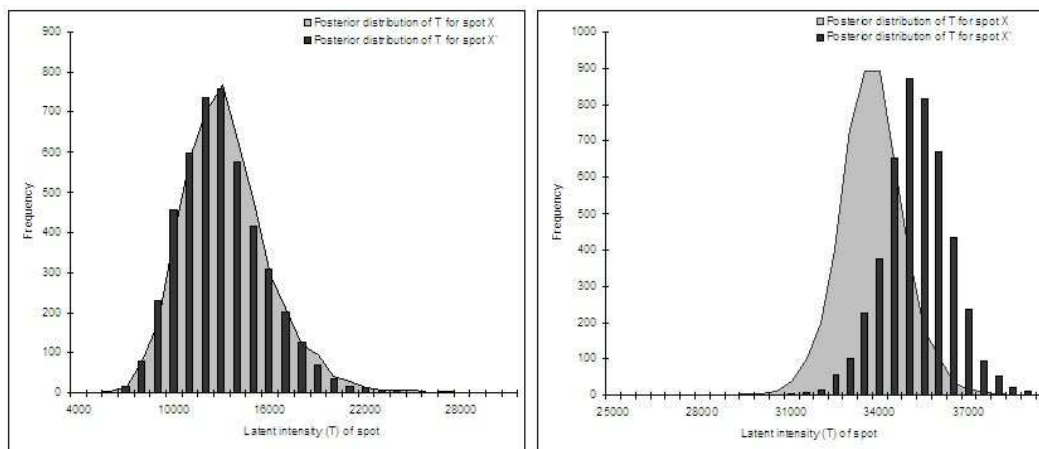 Posterior distribution of T for spot X
Posterior distribution of T for spot X'
900
800
700
600
500
400
300
200
100
0
Frequency
4000 10000 16000 22000 28000
Latent intensity (T) of spot
Posterior distribution of T for spot X
Posterior distribution of T for spot X'
1000
900
800
700
600
500
400
300
200
100
0
Frequency
25000 28000 31000 34000 37000
Latent intensity (T) of spot